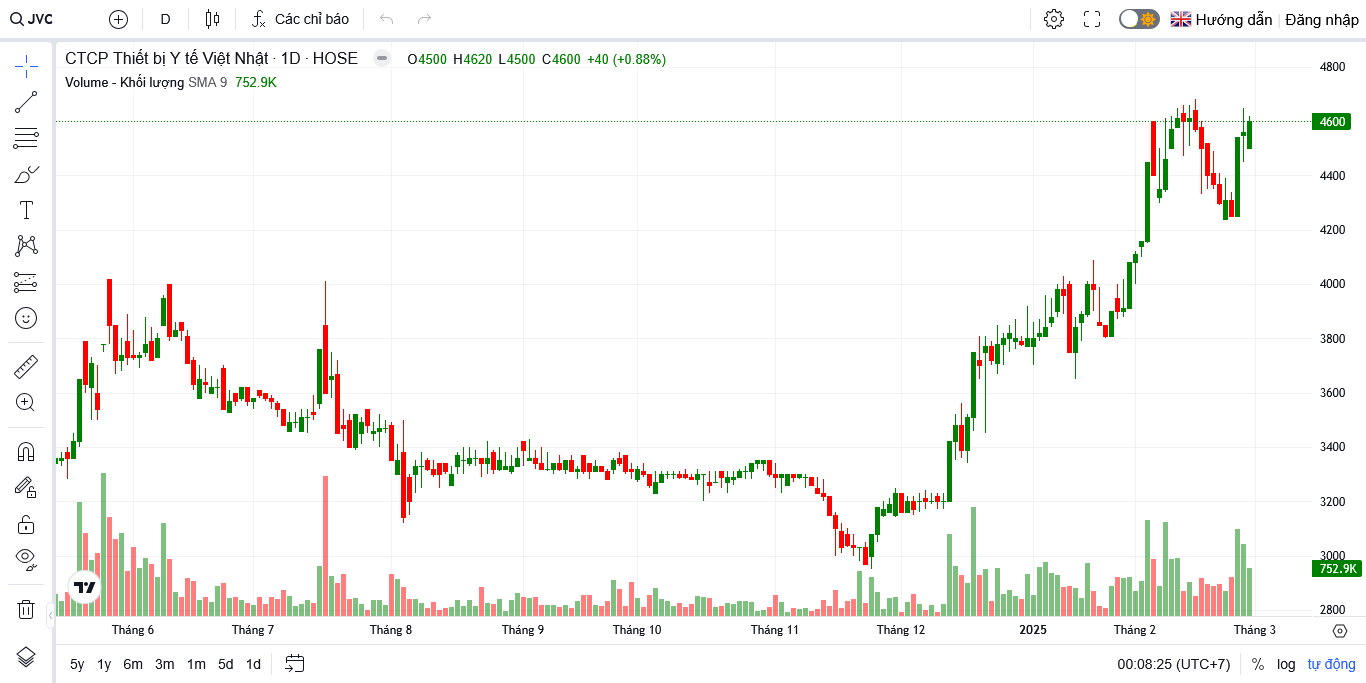 JVC D Các chỉ báo Hướng dẫn Đăng nhập
CTCP Thiết bị Y tế Việt Nhật · 1D · HOSE O4500 H4620 L4500 C4600 +40 (+0.88%)
Volume - Khối lượng SMA 9 752.9K
4800
4600
4400
4200
4000
3800
3600
3400
3200
3000
752.9K
2800
Tháng 6 Tháng 7 Tháng 8 Tháng 9 Tháng 10 Tháng 11 Tháng 12 2025 Tháng 2 Tháng 3
5y 1y 6m 3m 1m 5d 1d 00:08:25 (UTC+7) % log tự động